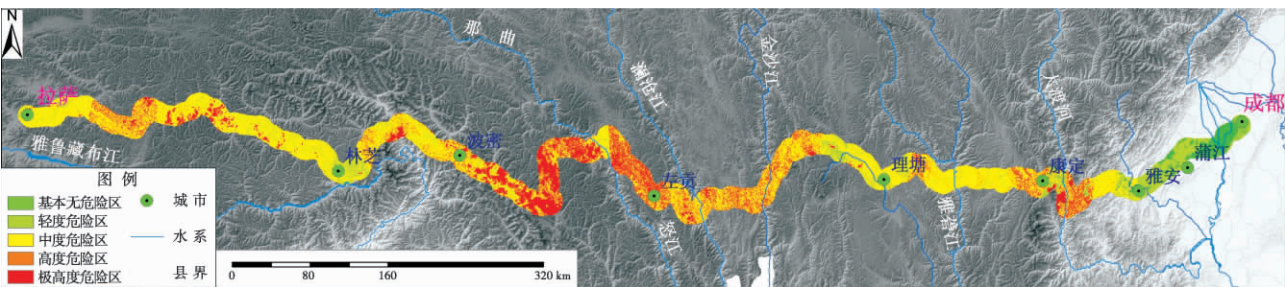 N
那曲
澜沧江
金沙江
大渡河
成都
拉萨
雅鲁藏布江
林芝
波密
左贡
怒江
理塘
雅砻江
康定
雅安
蒲江
图例
基本无危险区
城市
轻度危险区
中度危险区
水系
高度危险区
极高度危险区
县界
0 80 160 320 km